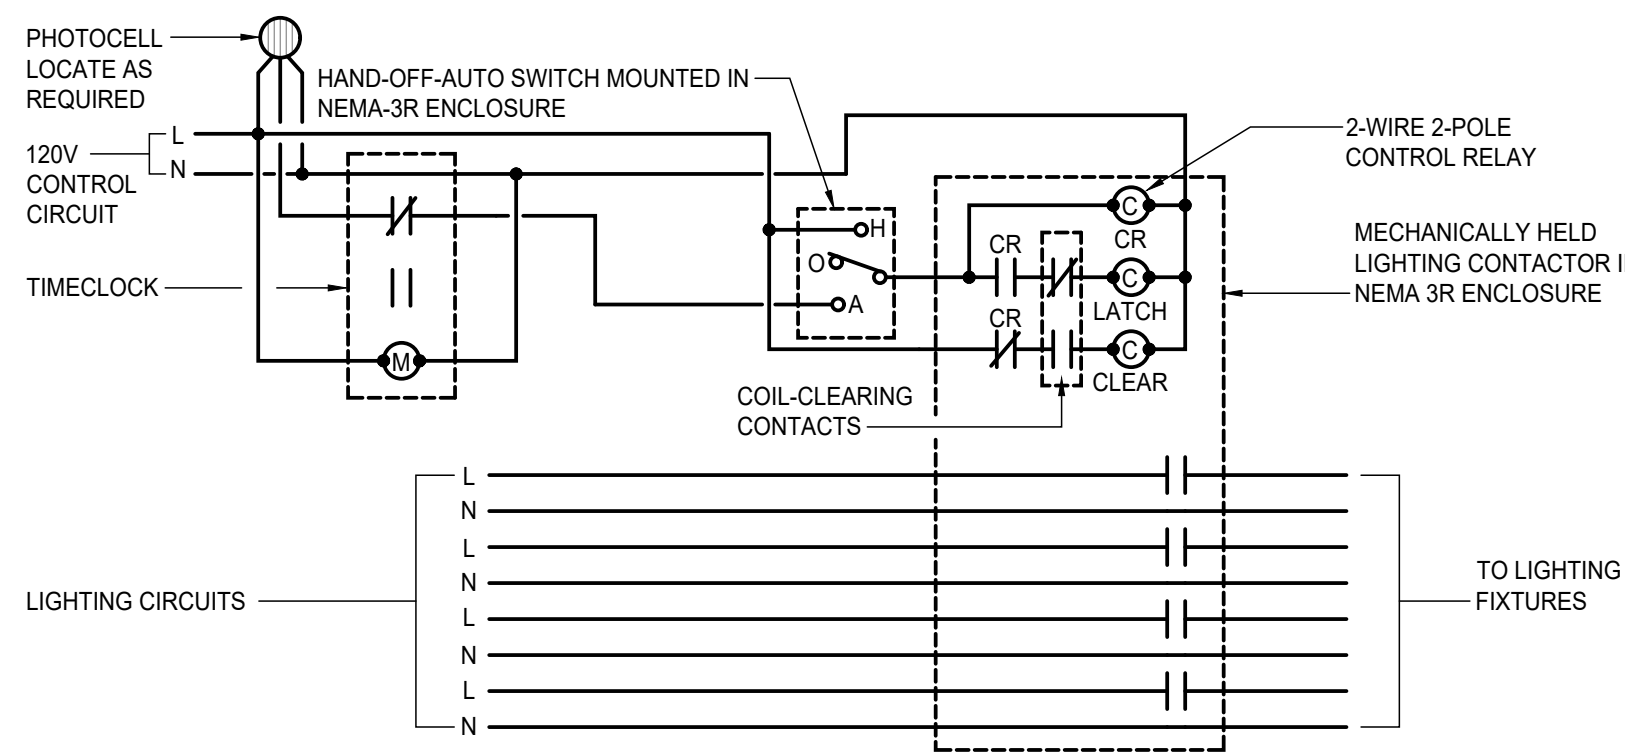 PHOTOCELL
LOCATE AS
REQUIRED
HAND-OFF-AUTO SWITCH MOUNTED IN
NEMA-3R ENCLOSURE
120V
CONTROL
CIRCUIT
L
N
2-WIRE 2-POLE
CONTROL RELAY
TIMECLOCK
M
H
O
A
C
CR
CR
C
LATCH
CR
C
CLEAR
MECHANICALLY HELD
LIGHTING CONTACTOR I
NEMA 3R ENCLOSURE
COIL-CLEARING
CONTACTS
LIGHTING CIRCUITS
L
N
L
N
L
N
L
N
TO LIGHTING
FIXTURES